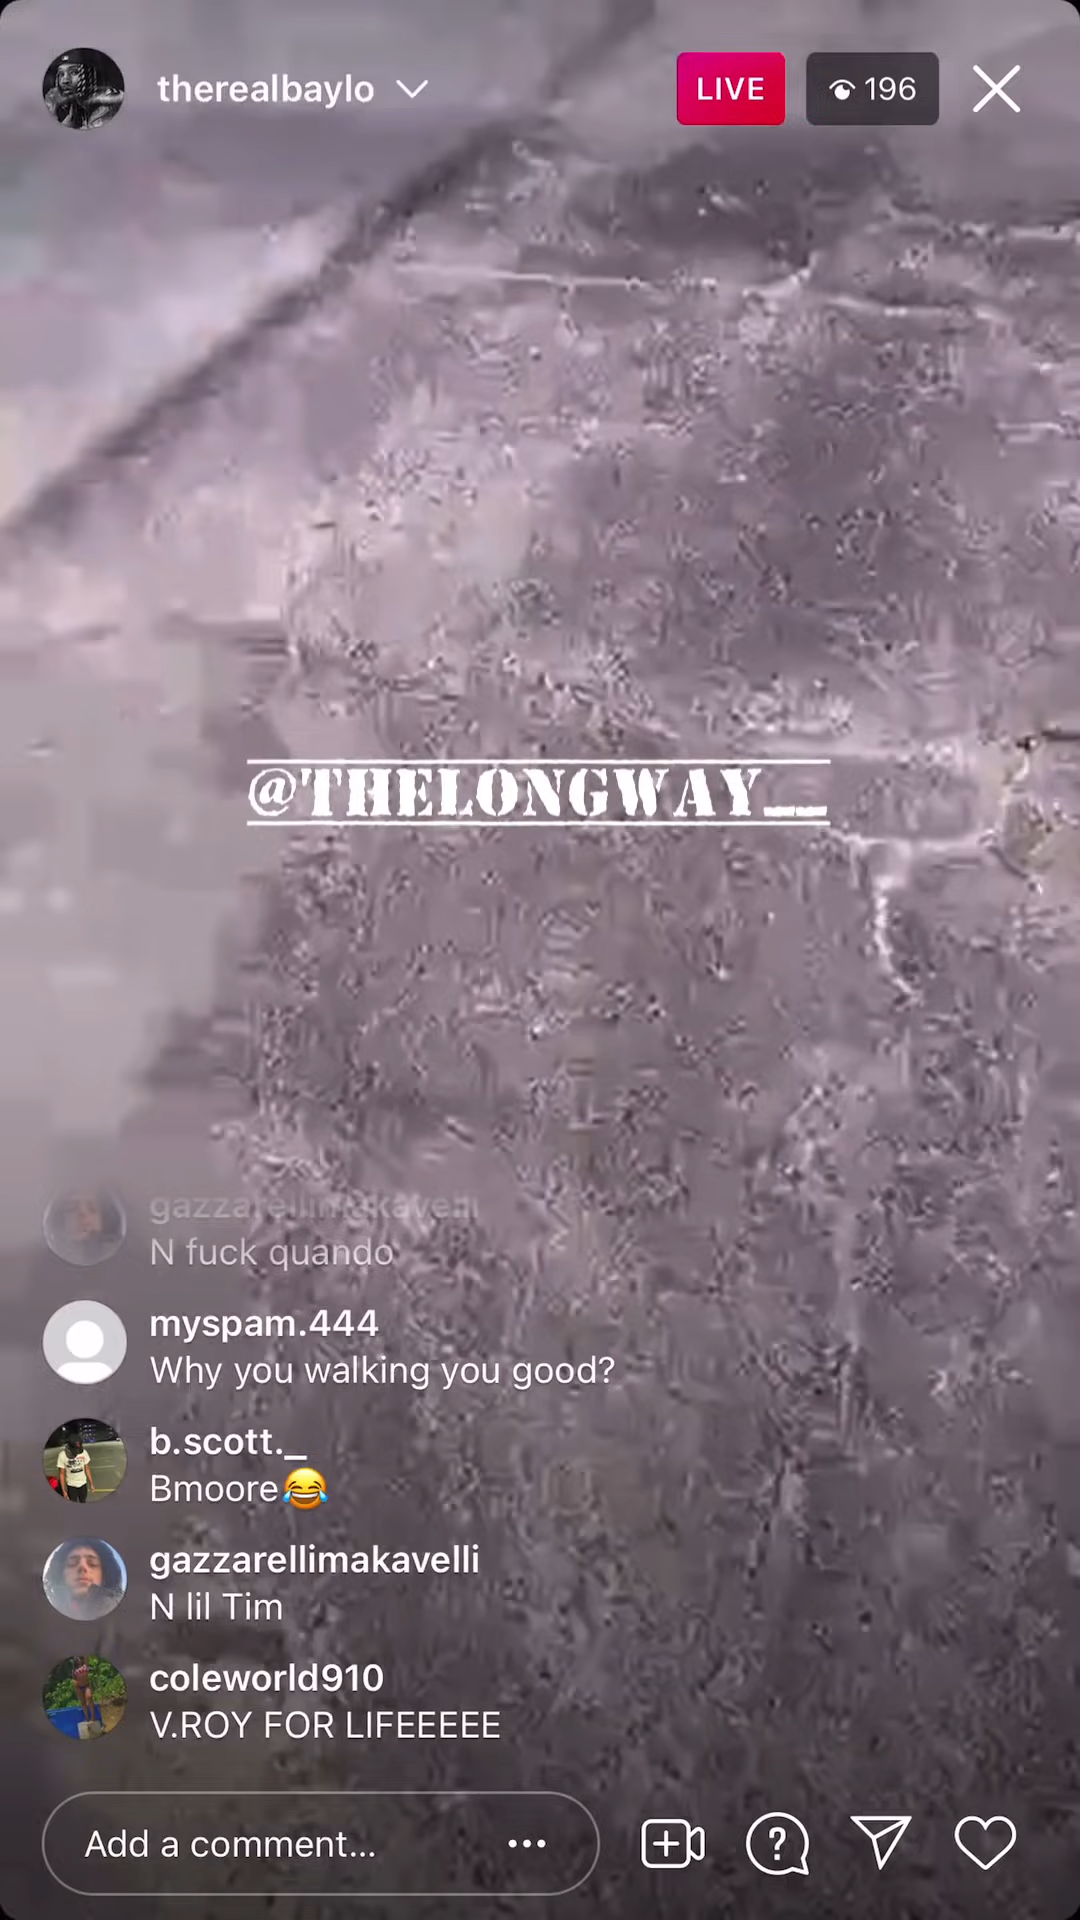 therealbaylo
LIVE
196
@THELONGWAY__
gazzarellimakavelli
N fuck quando
myspam.444
Why you walking you good?
b.scott._
Bmoore😂
gazzarellimakavelli
N lil Tim
coleworld910
V.ROY FOR LIFEEEEE
Add a comment...